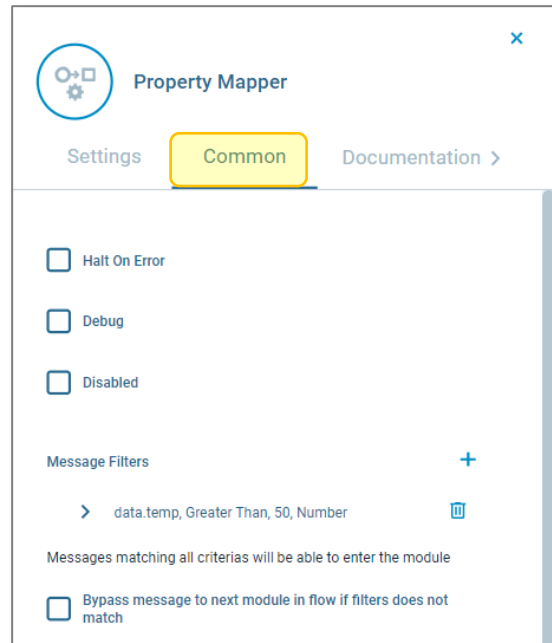 Property Mapper
Settings Common Documentation
Halt On Error
Debug
Disabled
Message Filters
data.temp, Greater Than, 50, Number
Messages matching all criterias will be able to enter the module
Bypass message to next module in flow if filters does not
match